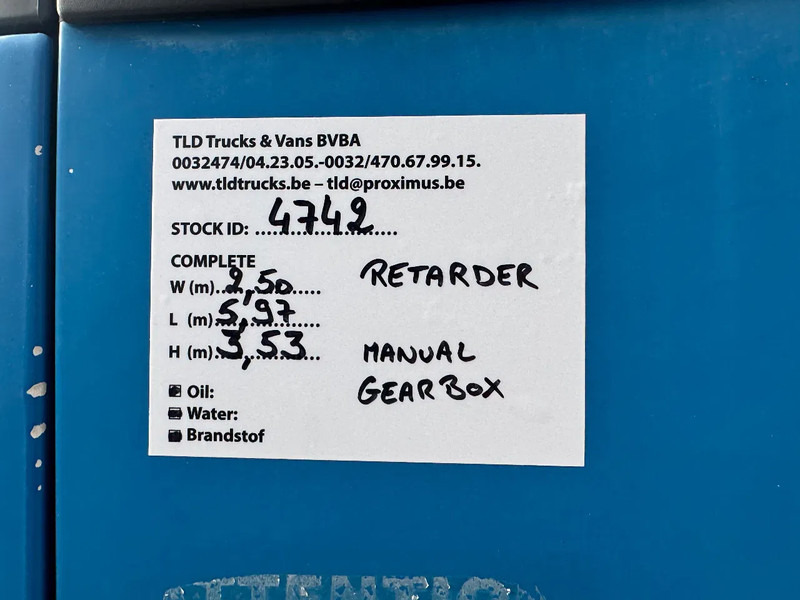 TLD Trucks & Vans BVBA
0032474/04.23.05.-0032/470.67.99.15.
www.tldtrucks.be – tld@proximus.be
STOCK ID: 4742
COMPLETE
W (m) 2,50
RETARDER
L (m) 5,97
H (m) 3,53
MANUAL
GEARBOX
Oil:
Water:
Brandstof
ATTENTION